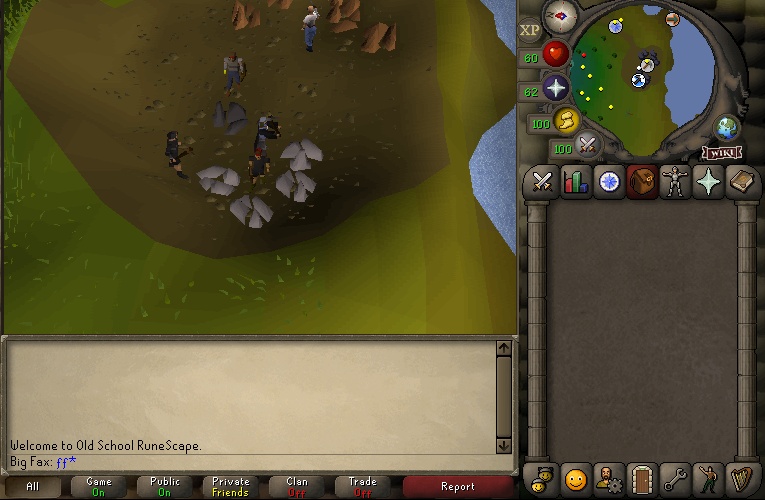 XP
60
62
100
100
WIKI
Welcome to Old School RuneScape.
Big Fax: ff*
All
Game
On
Public
On
Private
Friends
Clan
Off
Trade
Off
Report